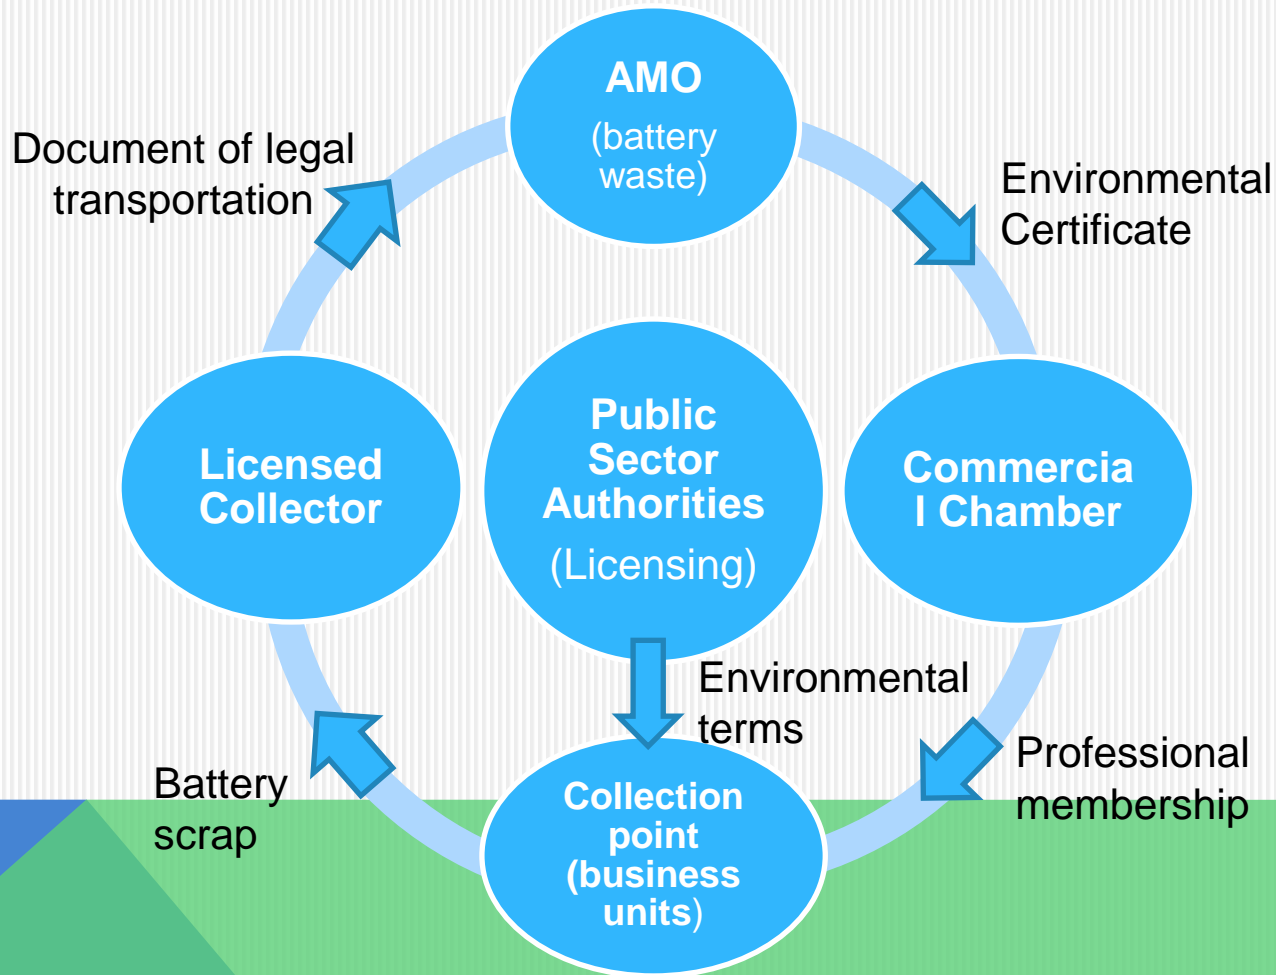 AMO
(battery
waste)
Document of legal
transportation
Environmental
Certificate
Licensed
Collector
Public
Sector
Authorities
(Licensing)
Commercia
l Chamber
Environmental
terms
Battery
scrap
Collection
point
(business
units)
Professional
membership